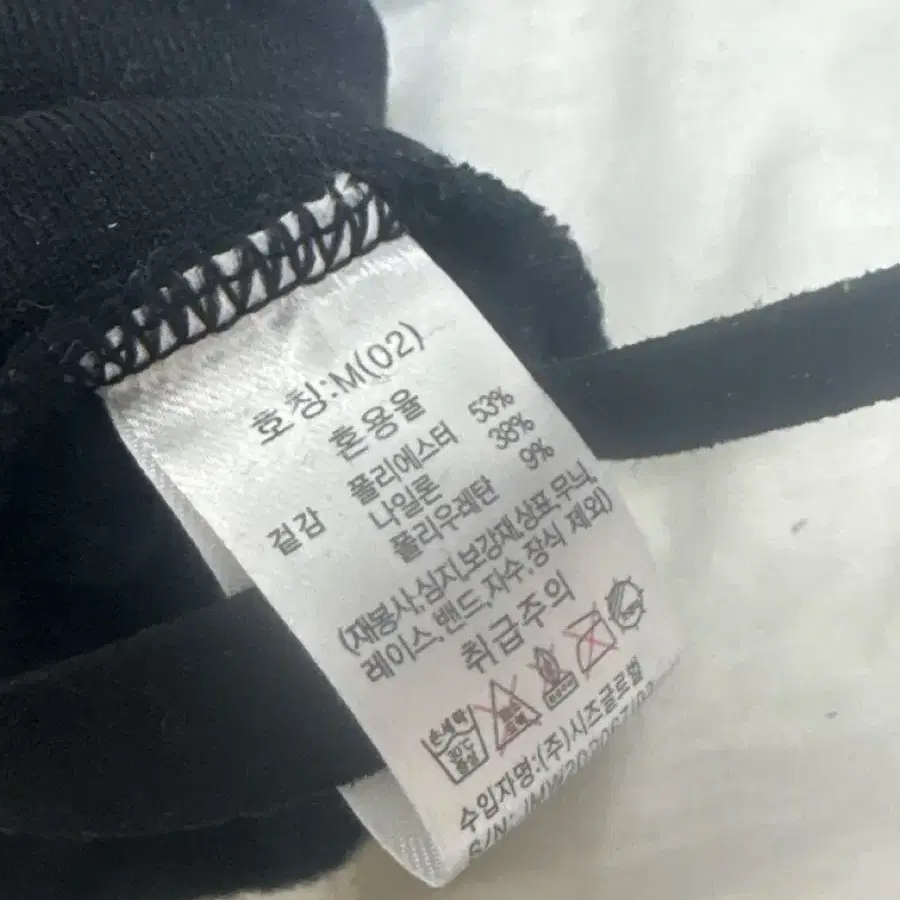 호칭:M(02)
혼용율
겉감 폴리에스터 53%
나일론 38%
폴리우레탄 9%
(재봉사,심지,보강재,상표,무늬,
레이스,밴드,자수,장식 제외)
취급주의
손세탁
30℃
중성
수입자명:(주)시즈글로벌
S/N: